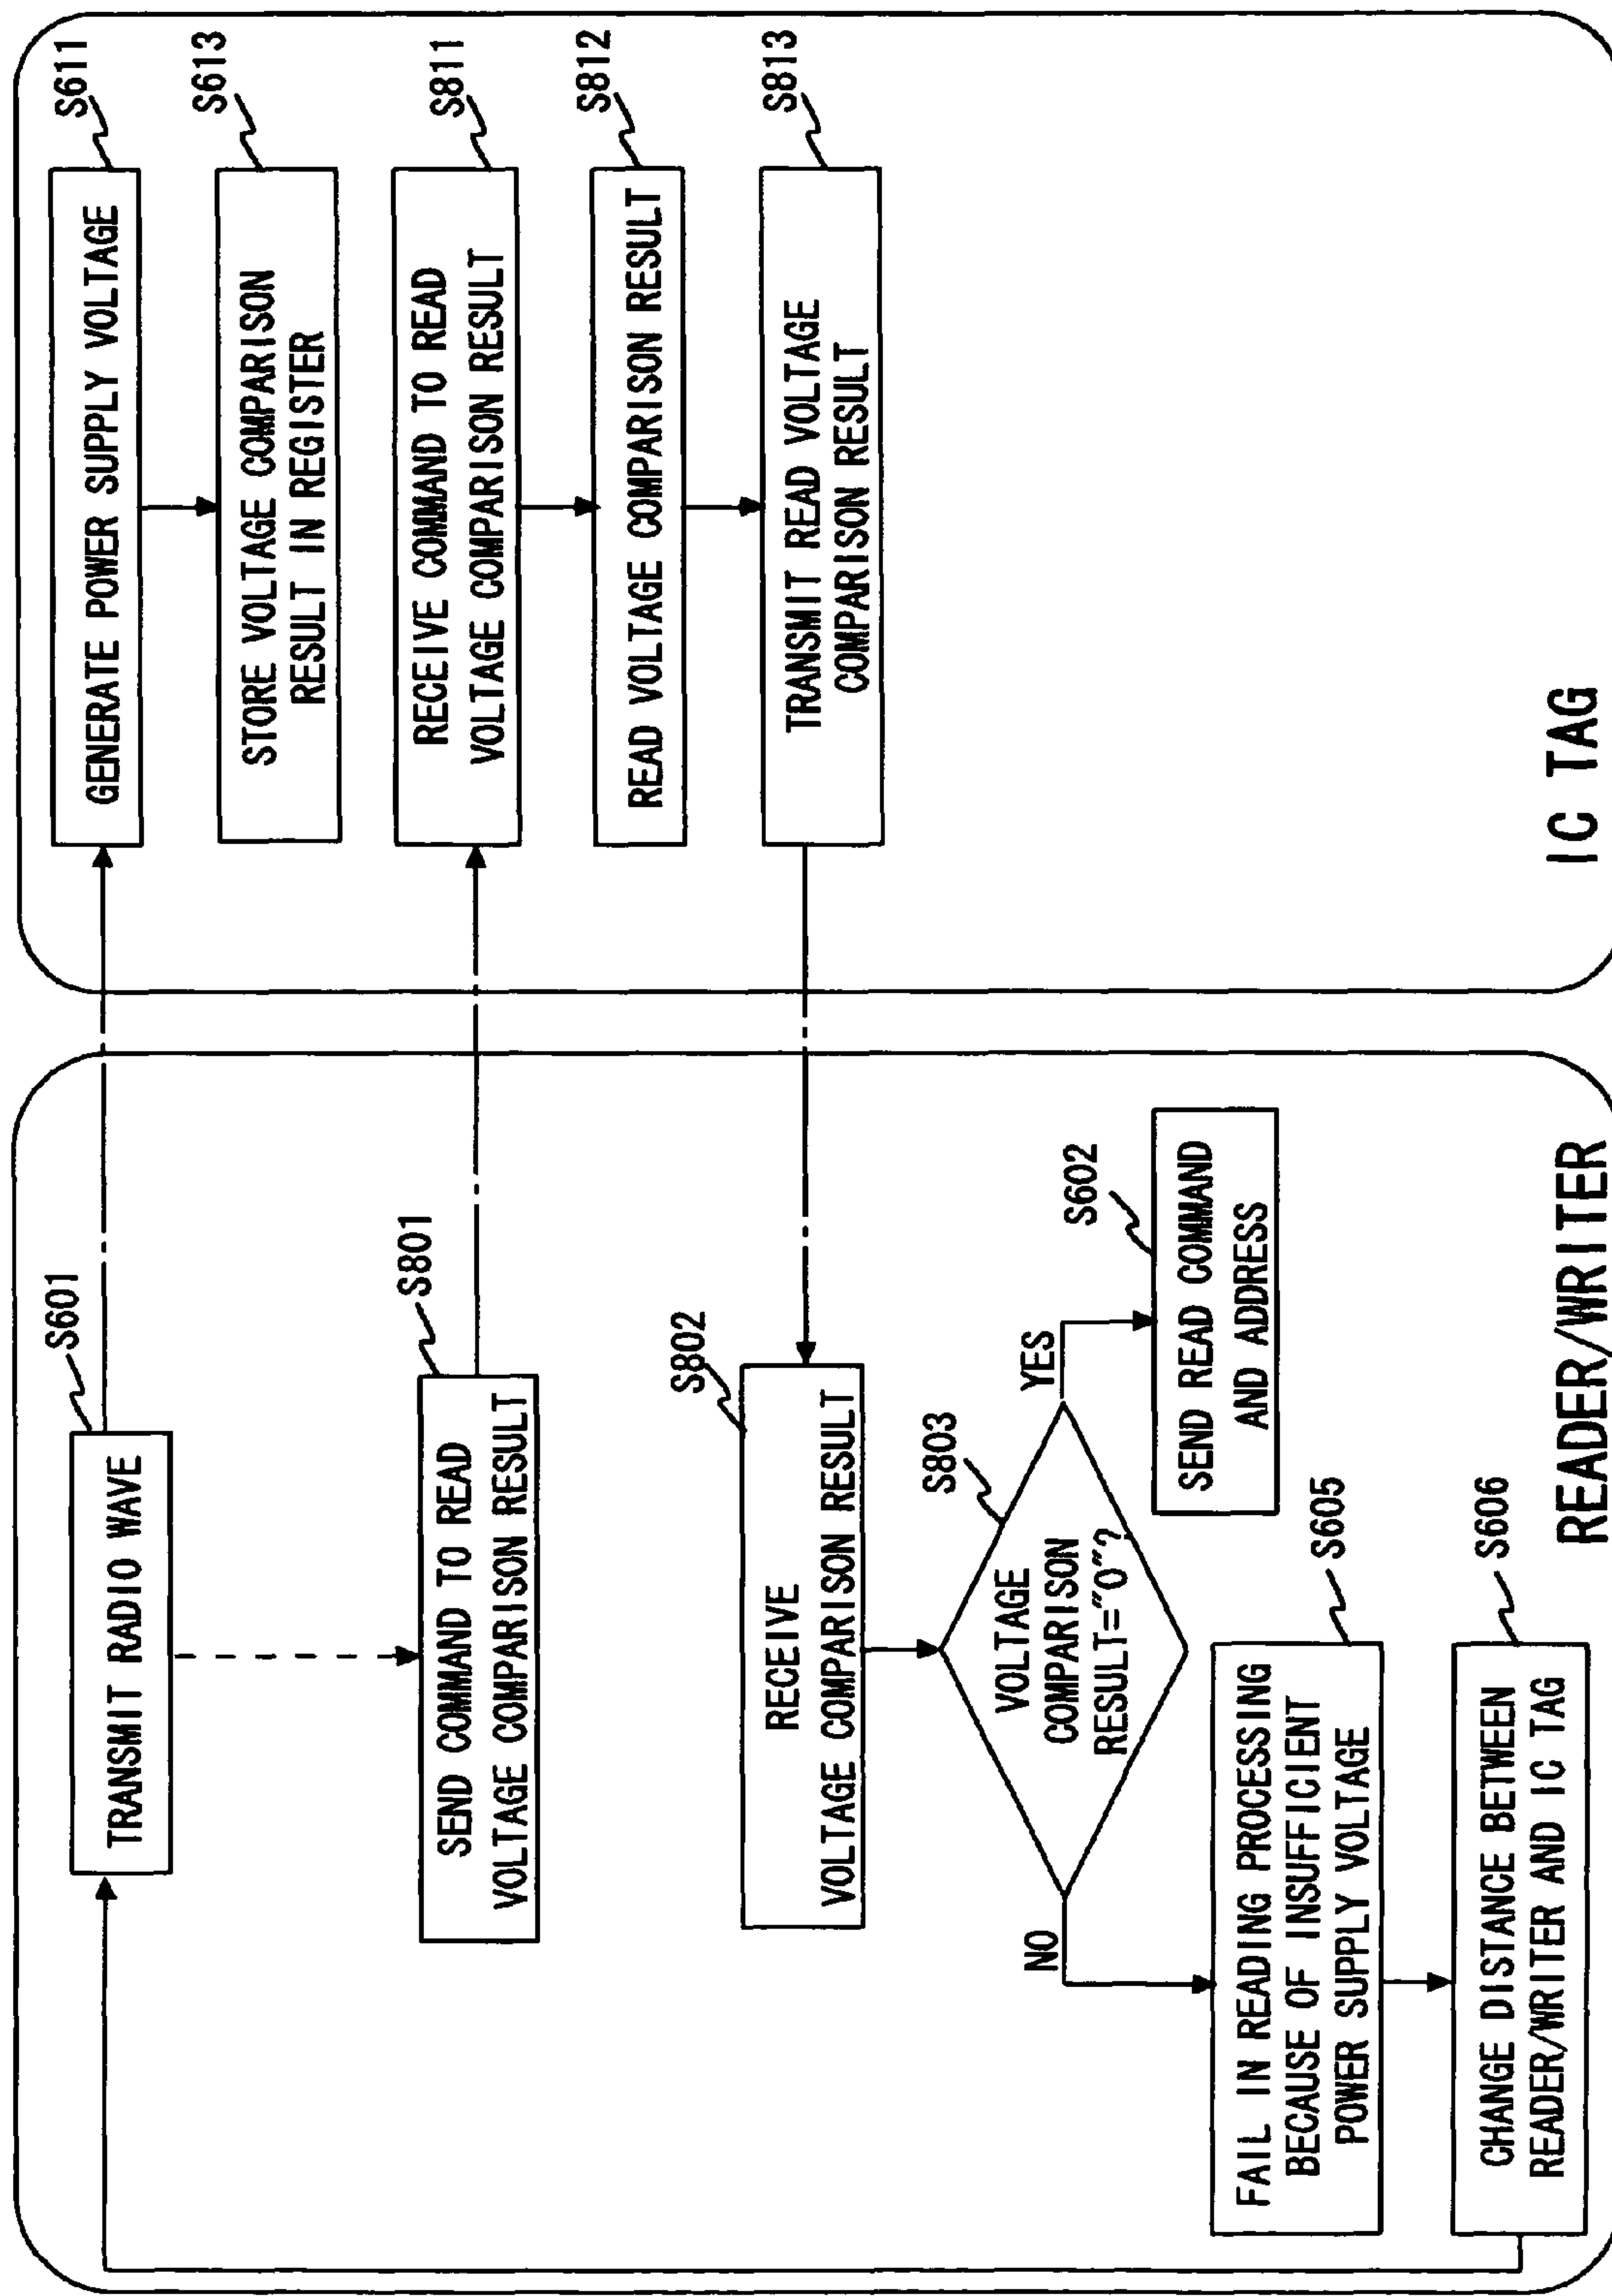 S601
TRANSMIT RADIO WAVE
S801
SEND COMMAND TO READ
VOLTAGE COMPARISON RESULT
S802
RECEIVE
VOLTAGE COMPARISON RESULT
S803
VOLTAGE
COMPARISON
RESULT="0"?
NO
YES
S602
SEND READ COMMAND
AND ADDRESS
S605
FAIL IN READING PROCESSING
BECAUSE OF INSUFFICIENT
POWER SUPPLY VOLTAGE
S606
CHANGE DISTANCE BETWEEN
READER/WRITER AND IC TAG
READER/WRITER
S611
GENERATE POWER SUPPLY VOLTAGE
S613
STORE VOLTAGE COMPARISON
RESULT IN REGISTER
S811
RECEIVE COMMAND TO READ
VOLTAGE COMPARISON RESULT
S812
READ VOLTAGE COMPARISON RESULT
S813
TRANSMIT READ VOLTAGE
COMPARISON RESULT
IC TAG